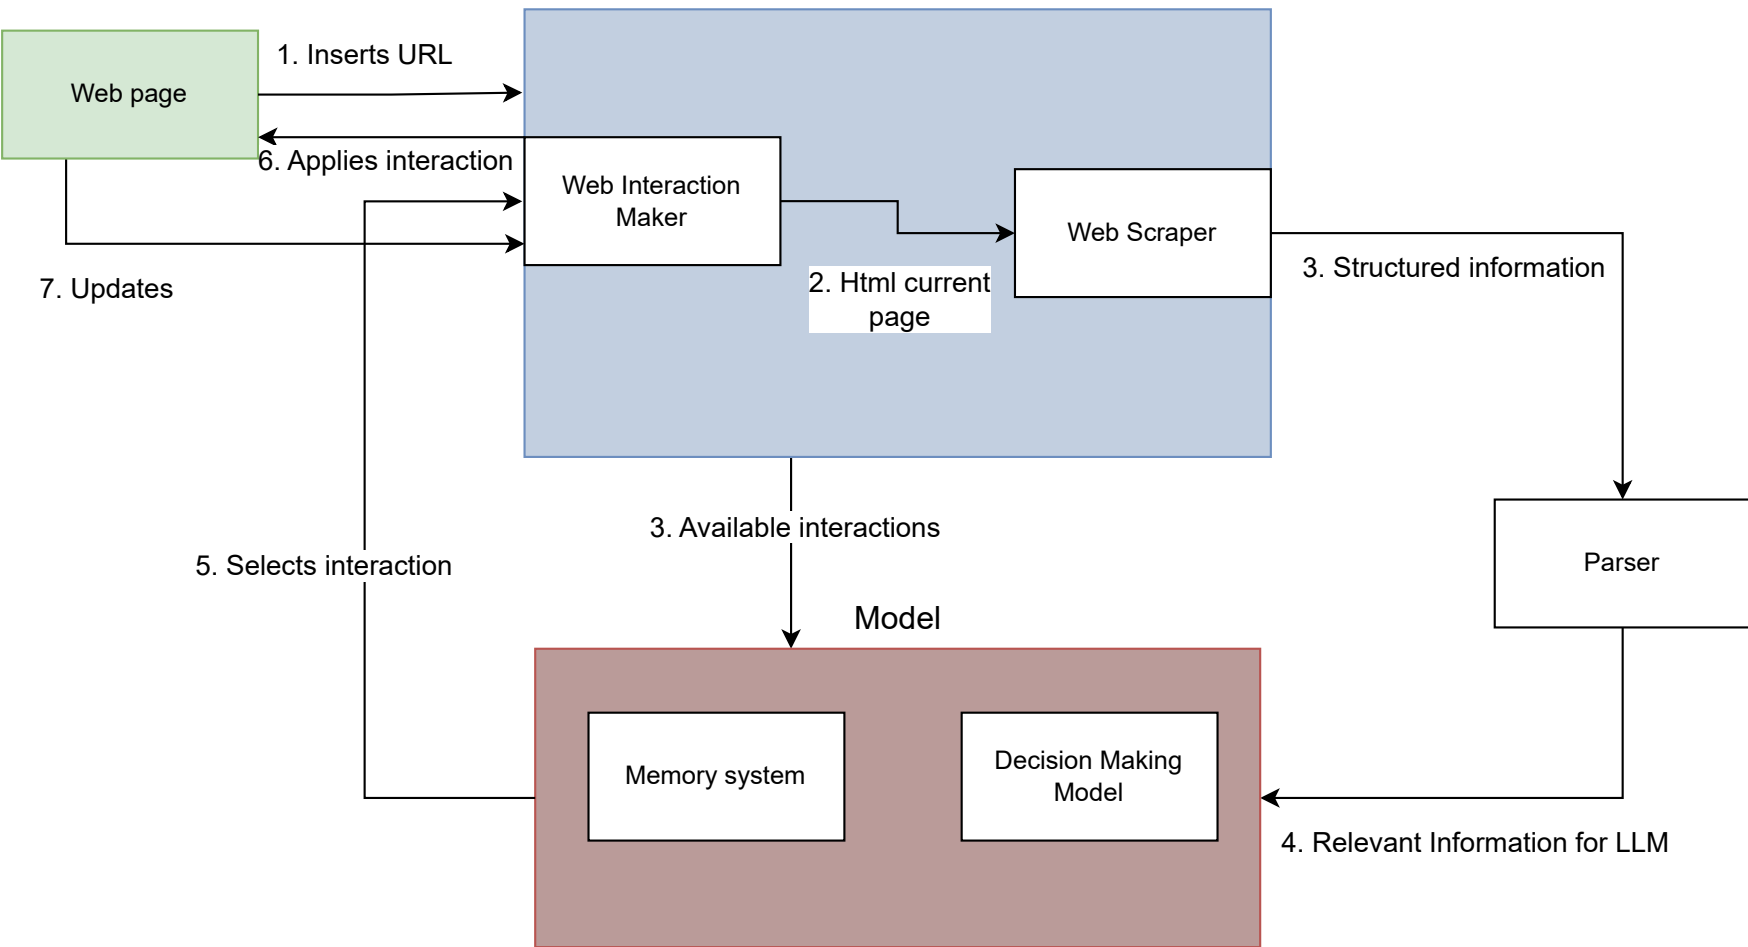 1. Inserts URL
Web page
6. Applies interaction
Web Interaction
Maker
Web Scraper
2. Html current
page
3. Structured information
7. Updates
3. Available interactions
5. Selects interaction
Parser
Model
Memory system
Decision Making
Model
4. Relevant Information for LLM